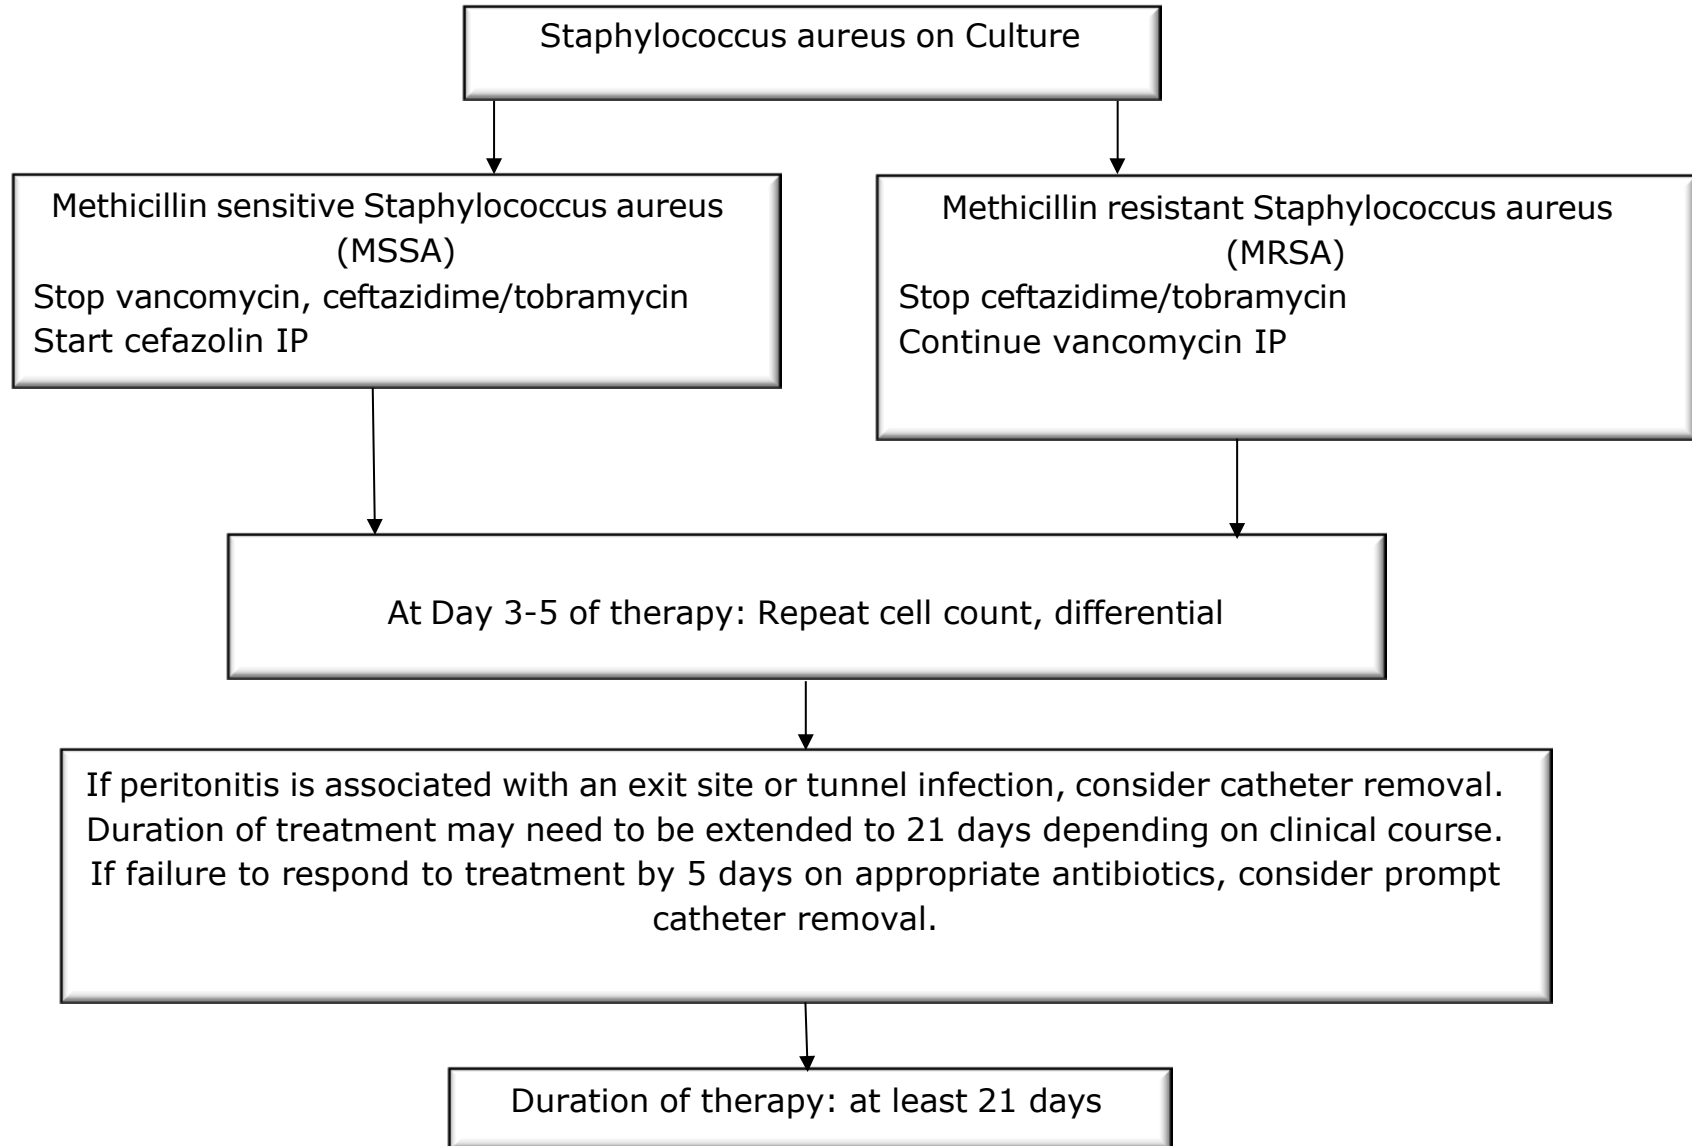 Staphylococcus aureus on Culture
Methicillin sensitive Staphylococcus aureus
(MSSA)
Stop vancomycin, ceftazidime/tobramycin
Start cefazolin IP
Methicillin resistant Staphylococcus aureus
(MRSA)
Stop ceftazidime/tobramycin
Continue vancomycin IP
At Day 3-5 of therapy: Repeat cell count, differential
If peritonitis is associated with an exit site or tunnel infection, consider catheter removal.
Duration of treatment may need to be extended to 21 days depending on clinical course.
If failure to respond to treatment by 5 days on appropriate antibiotics, consider prompt
catheter removal.
Duration of therapy: at least 21 days